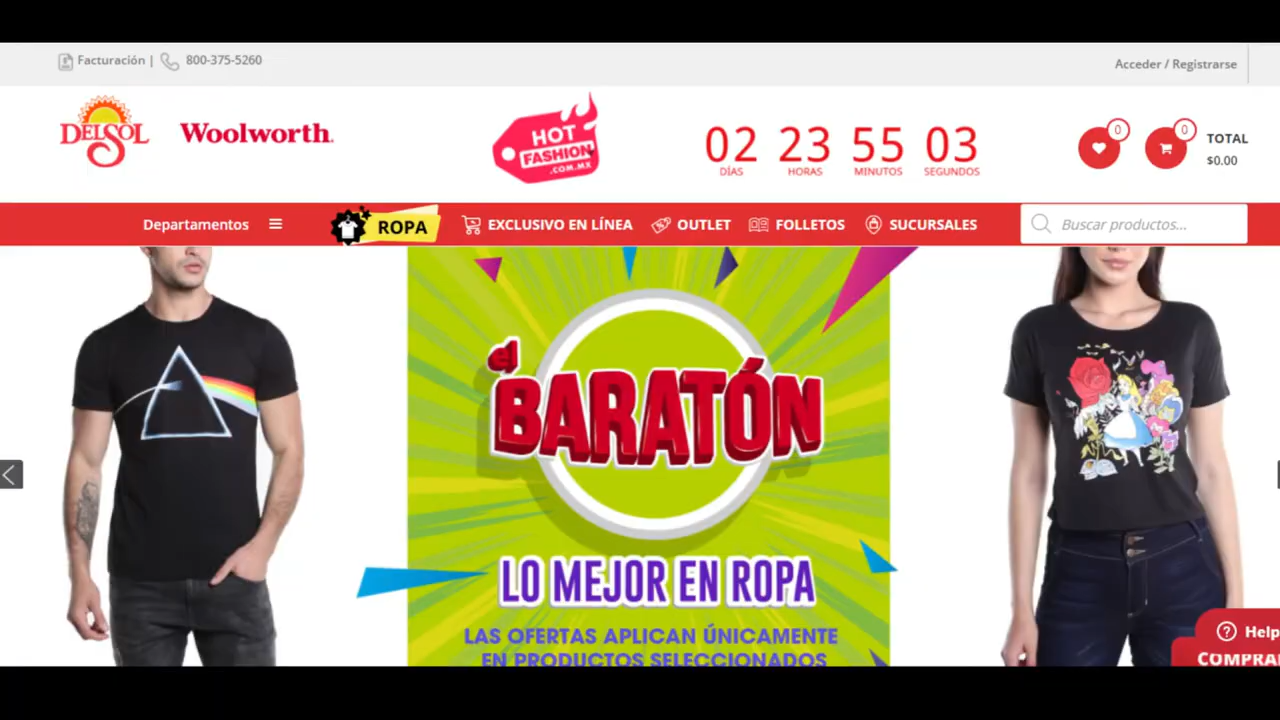 Facturación | 800-375-5260
Acceder / Registrarse
DELSOL Woolworth.
HOT
FASHION
.COM.MX
02 23 55 03
DÍAS HORAS MINUTOS SEGUNDOS
0 0
TOTAL
$0.00
Departamentos ROPA EXCLUSIVO EN LÍNEA OUTLET FOLLETOS SUCURSALES Buscar productos...
el
BARATÓN
LO MEJOR EN ROPA
LAS OFERTAS APLICAN ÚNICAMENTE
EN PRODUCTOS SELECCIONADOS
Help
COMPRA